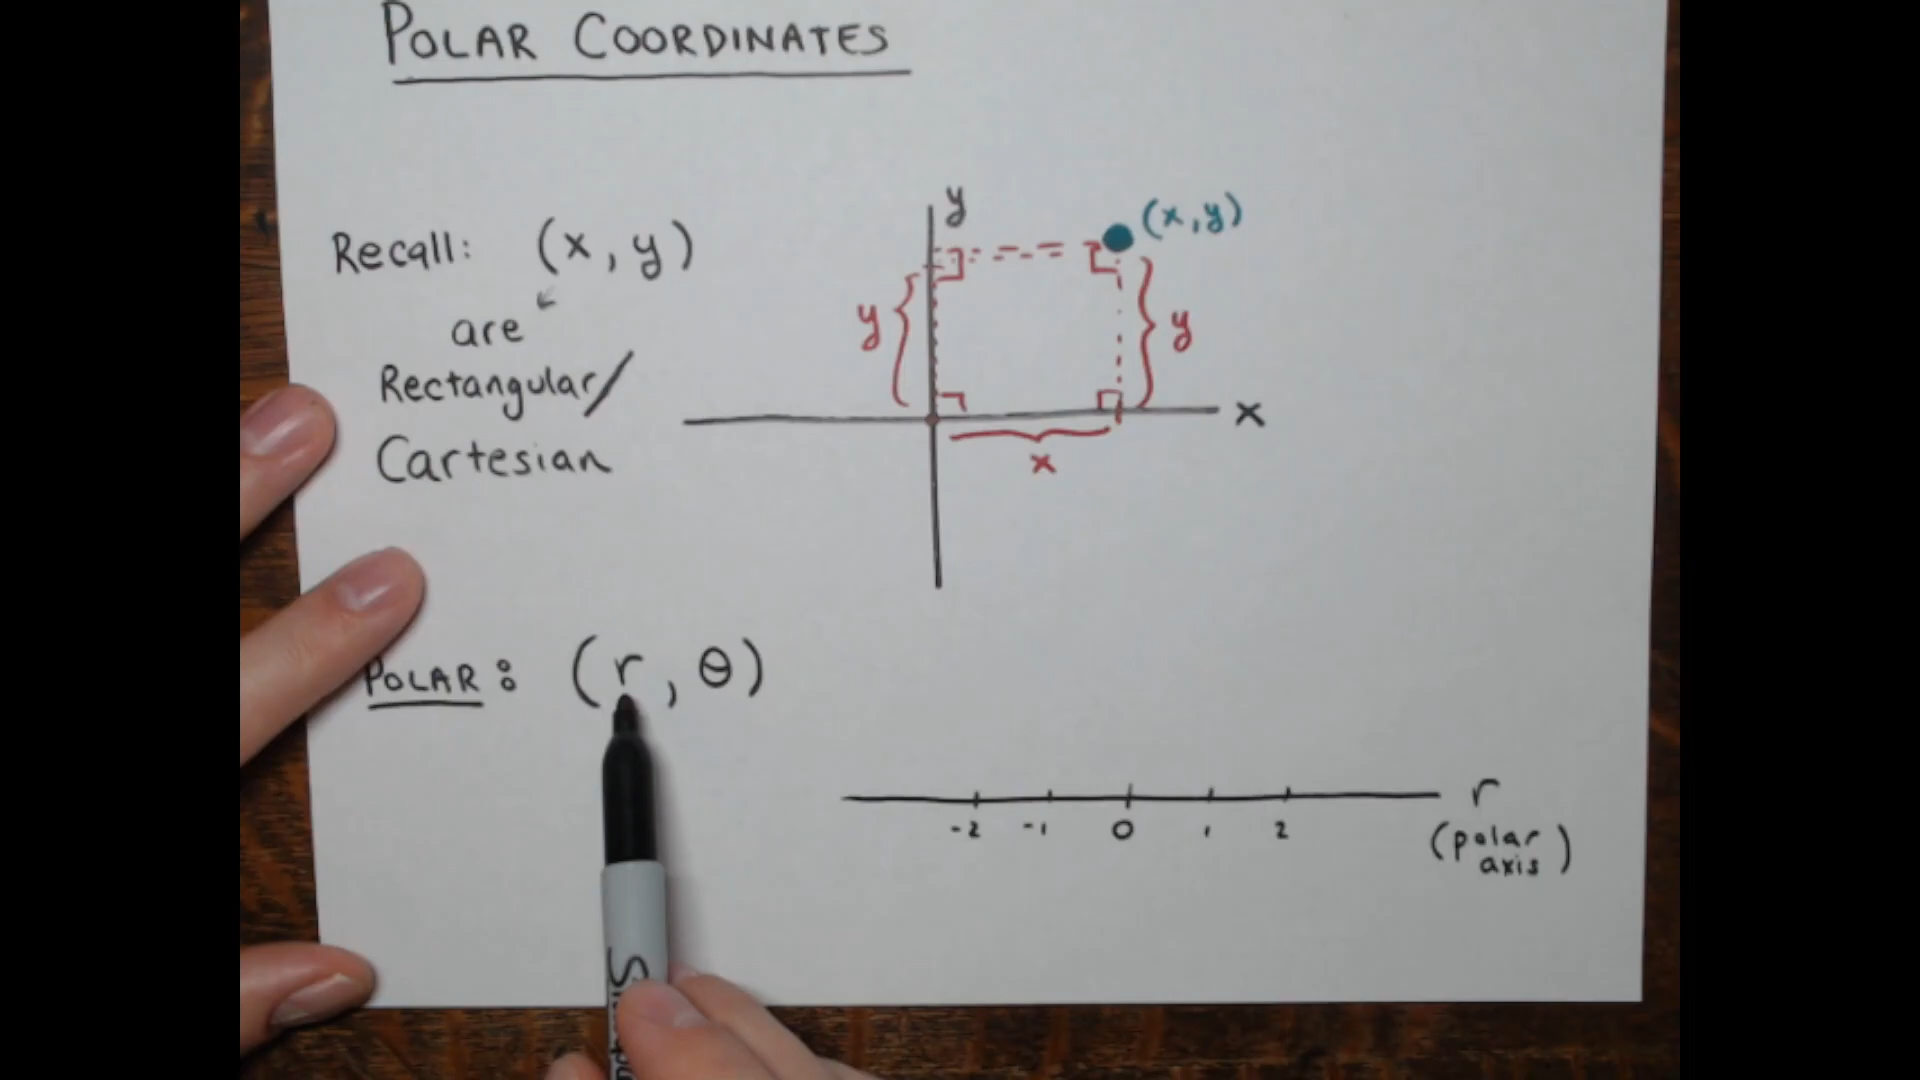 POLAR COORDINATES
y
(x,y)
Recall: (x, y)
are
y
y
Rectangular/
x
Cartesian
x
POLAR: (r, θ)
r
-2 -1 0 1 2
(polar
axis)